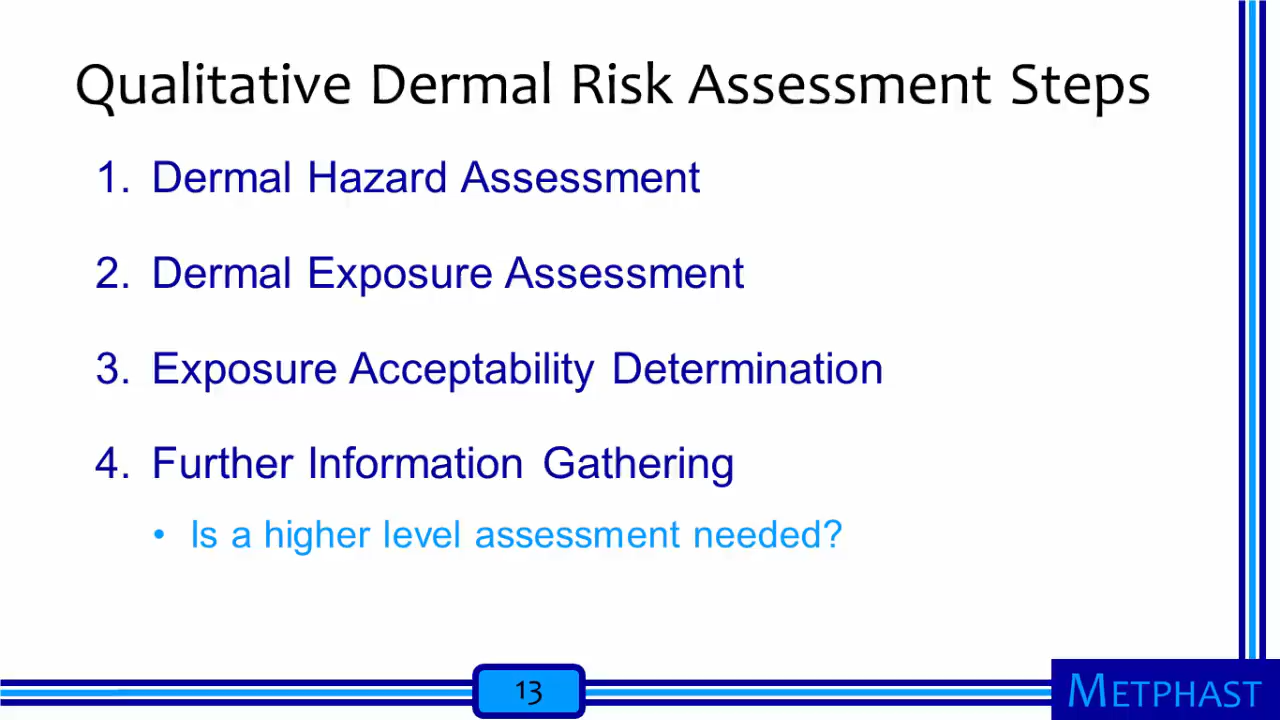 Qualitative Dermal Risk Assessment Steps
1. Dermal Hazard Assessment
2. Dermal Exposure Assessment
3. Exposure Acceptability Determination
4. Further Information Gathering
• Is a higher level assessment needed?
13
METPHAST